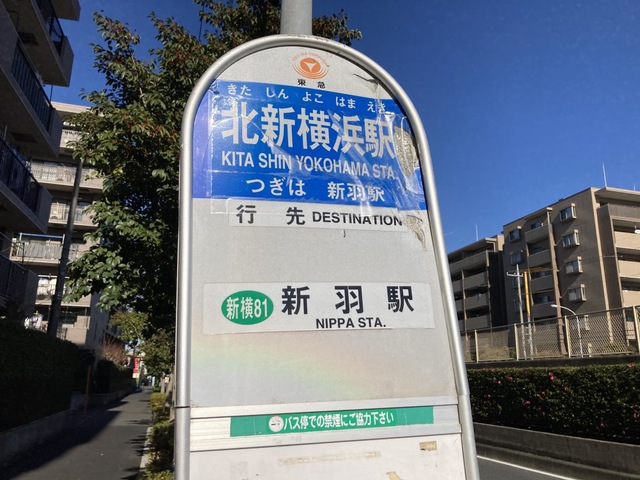 東急
きた しん よこ はま えき
北新横浜駅
KITA SHIN YOKOHAMA STA.
つぎは 新羽駅
行先 DESTINATION
新横81 新羽駅
NIPPA STA.
バス停での禁煙にご協力下さい